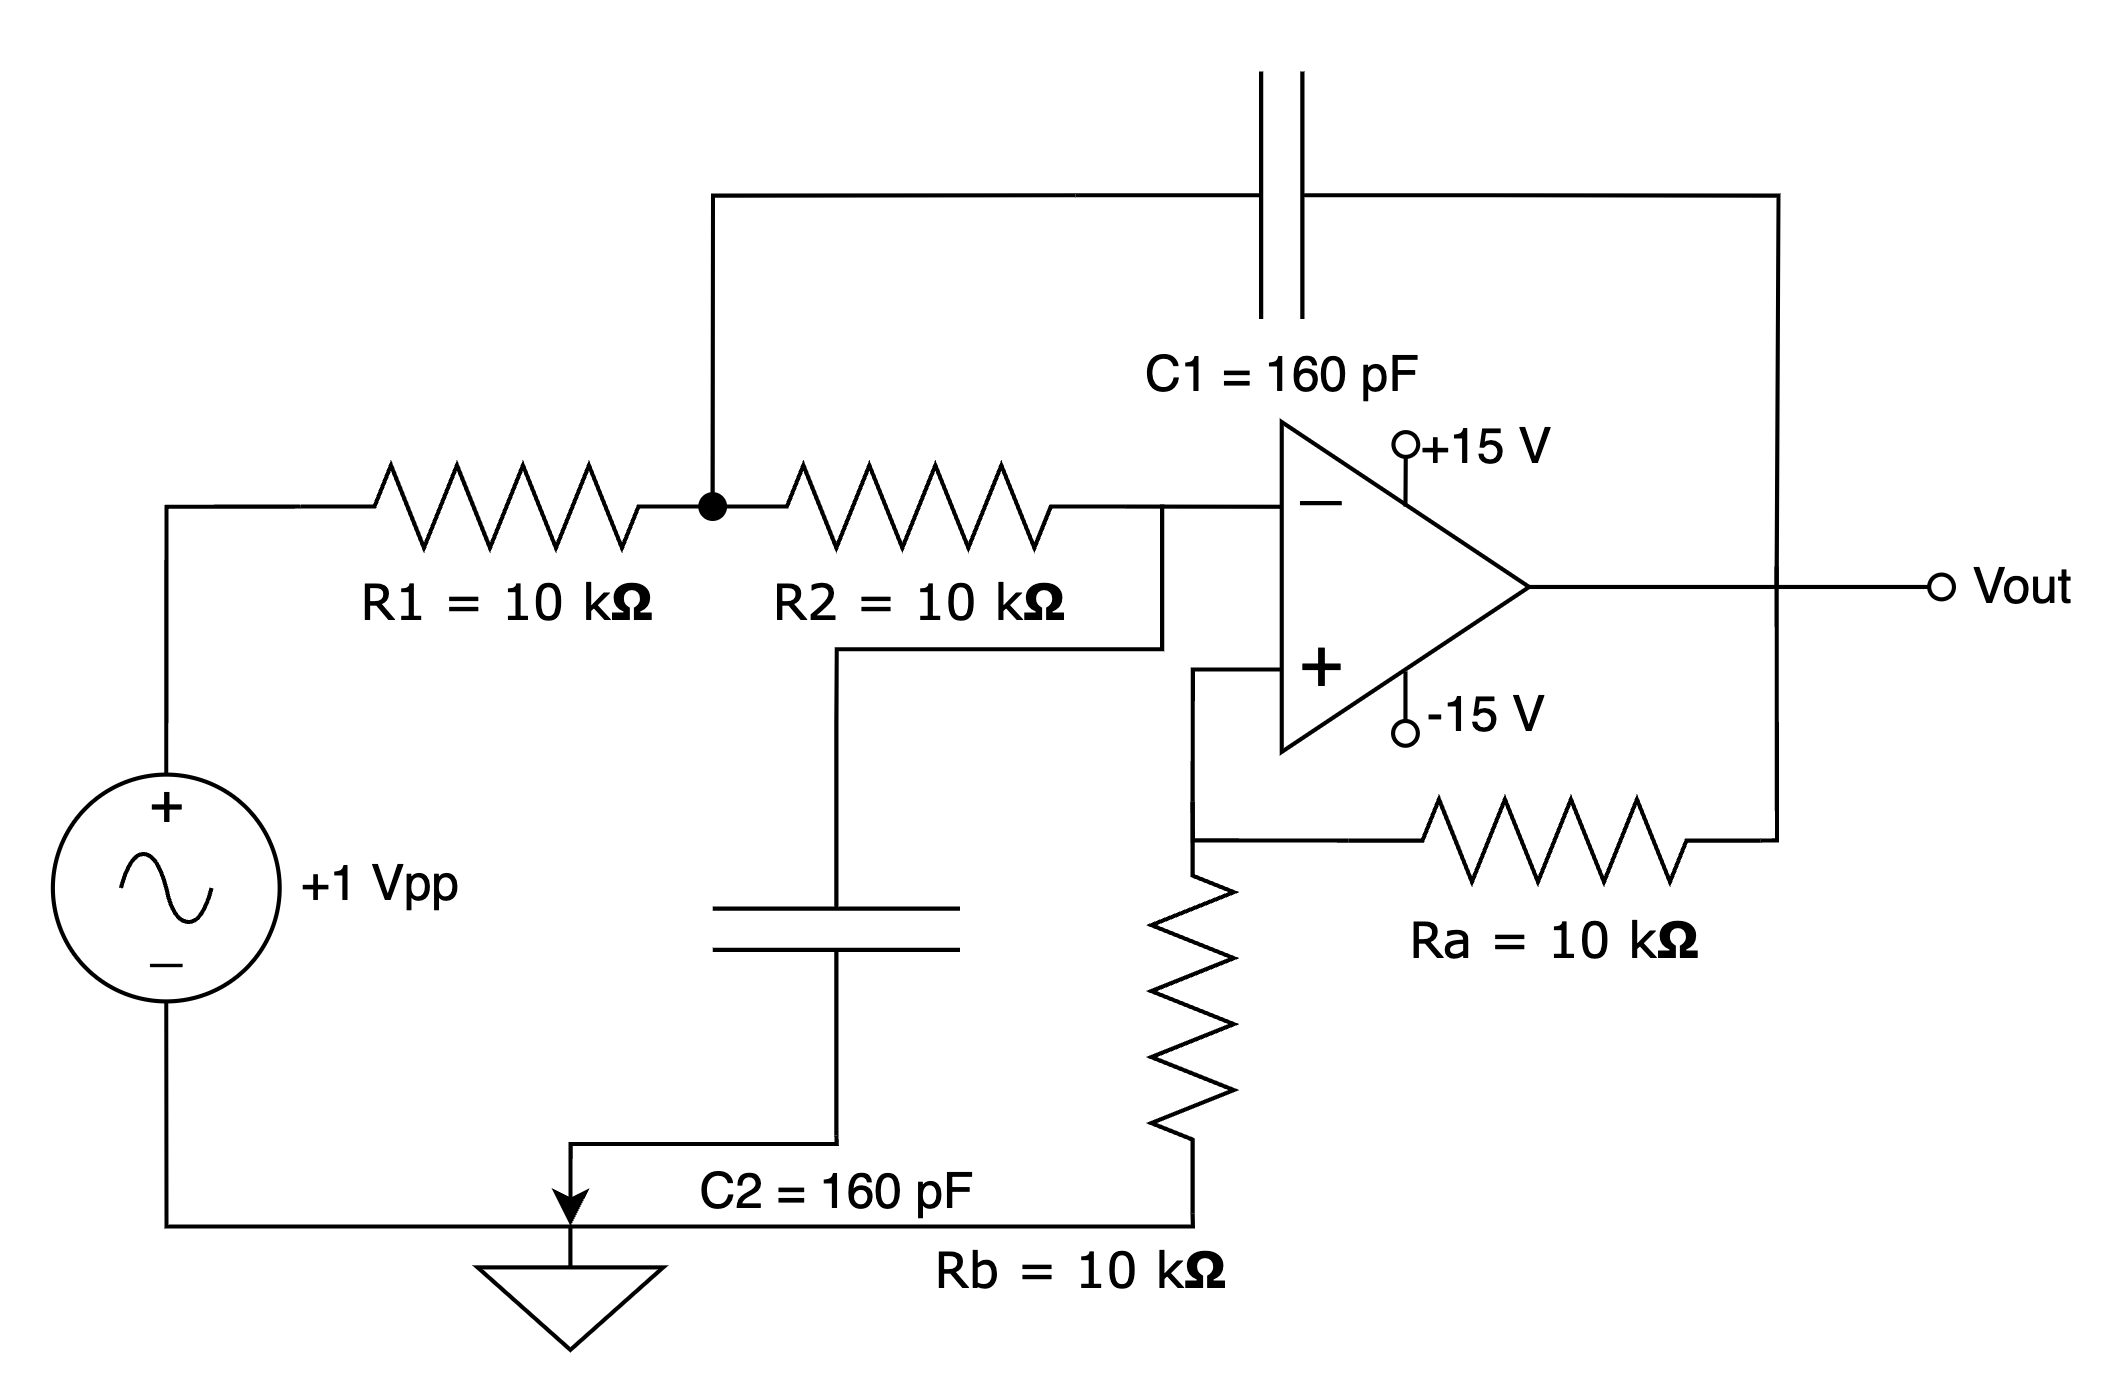 C1 = 160 pF
+15 V
R1 = 10 kΩ
R2 = 10 kΩ
Vout
-15 V
+1 Vpp
Ra = 10 kΩ
C2 = 160 pF
Rb = 10 kΩ